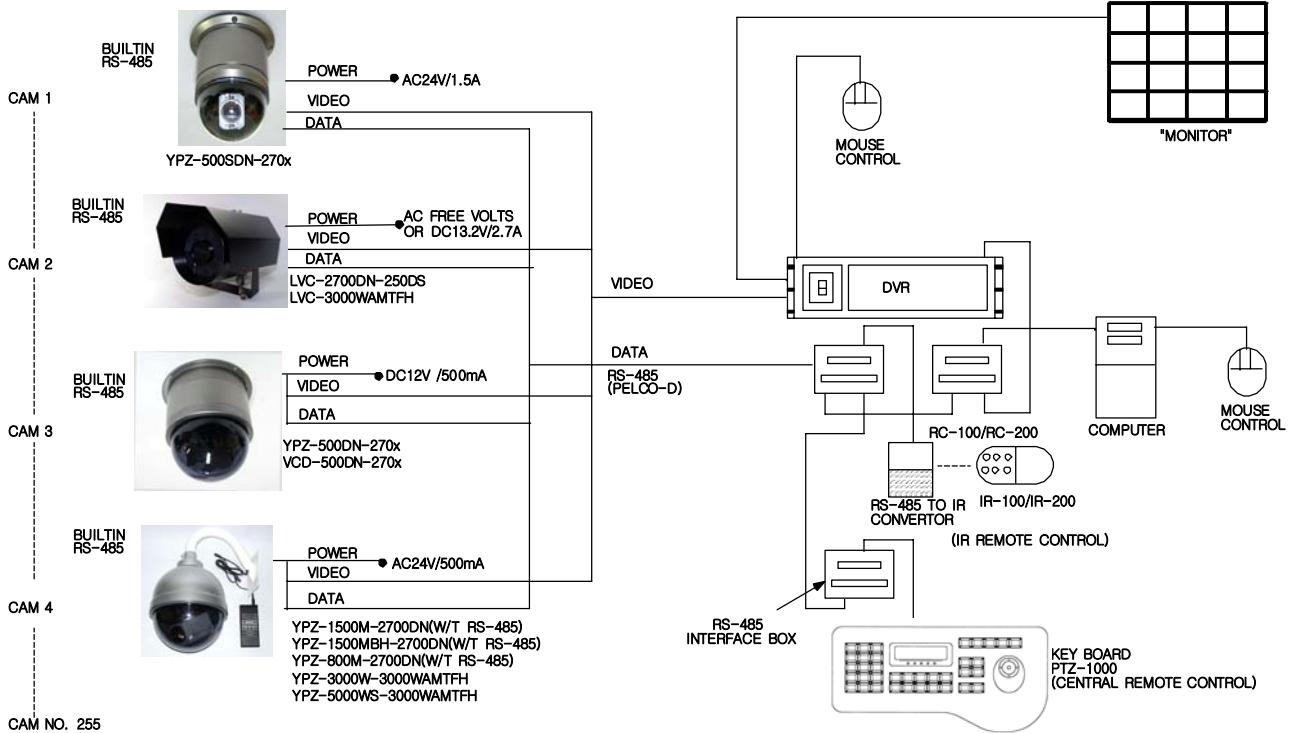 BUILTIN
RS-485
CAM 1
POWER
AC24V/1.5A
VIDEO
DATA
YPZ-500SDN-270x
BUILTIN
RS-485
CAM 2
POWER
AC FREE VOLTS
OR DC13.2V/2.7A
VIDEO
DATA
LVC-2700DN-250DS
LVC-3000WAMTFH
BUILTIN
RS-485
CAM 3
POWER
DC12V /500mA
VIDEO
DATA
YPZ-500DN-270x
VCD-500DN-270x
BUILTIN
RS-485
CAM 4
POWER
AC24V/500mA
VIDEO
DATA
YPZ-1500M-2700DN(W/T RS-485)
YPZ-1500MBH-2700DN(W/T RS-485)
YPZ-800M-2700DN(W/T RS-485)
YPZ-3000W-3000WAMTFH
YPZ-5000WS-3000WAMTFH
CAM NO. 255
VIDEO
DATA
RS-485
(PELCO-D)
MOUSE
CONTROL
"MONITOR"
DVR
RC-100/RC-200
COMPUTER
MOUSE
CONTROL
RS-485 TO IR
CONVERTOR
IR-100/IR-200
(IR REMOTE CONTROL)
RS-485
INTERFACE BOX
KEY BOARD
PTZ-1000
(CENTRAL REMOTE CONTROL)